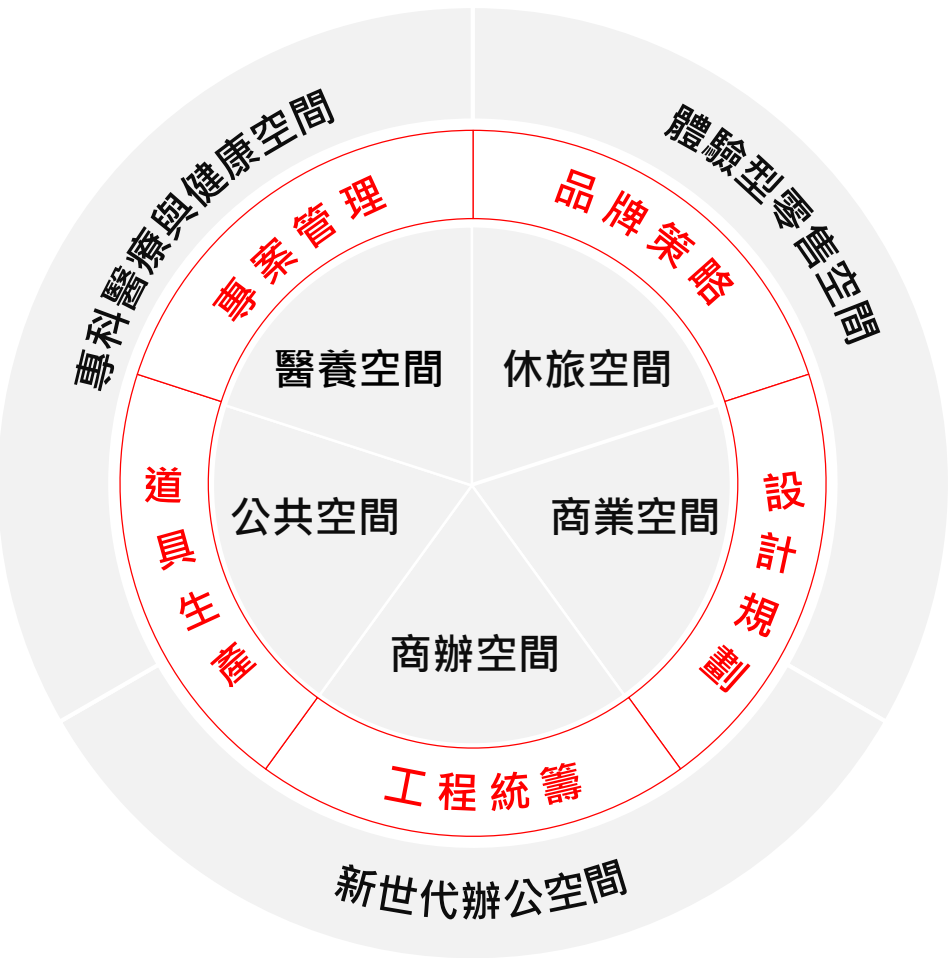 專科醫療與健康空間
體驗型零售空間
專案管理
品牌策略
醫養空間
休旅空間
道具生產
公共空間
商業空間
設計規劃
商辦空間
工程統籌
新世代辦公空間